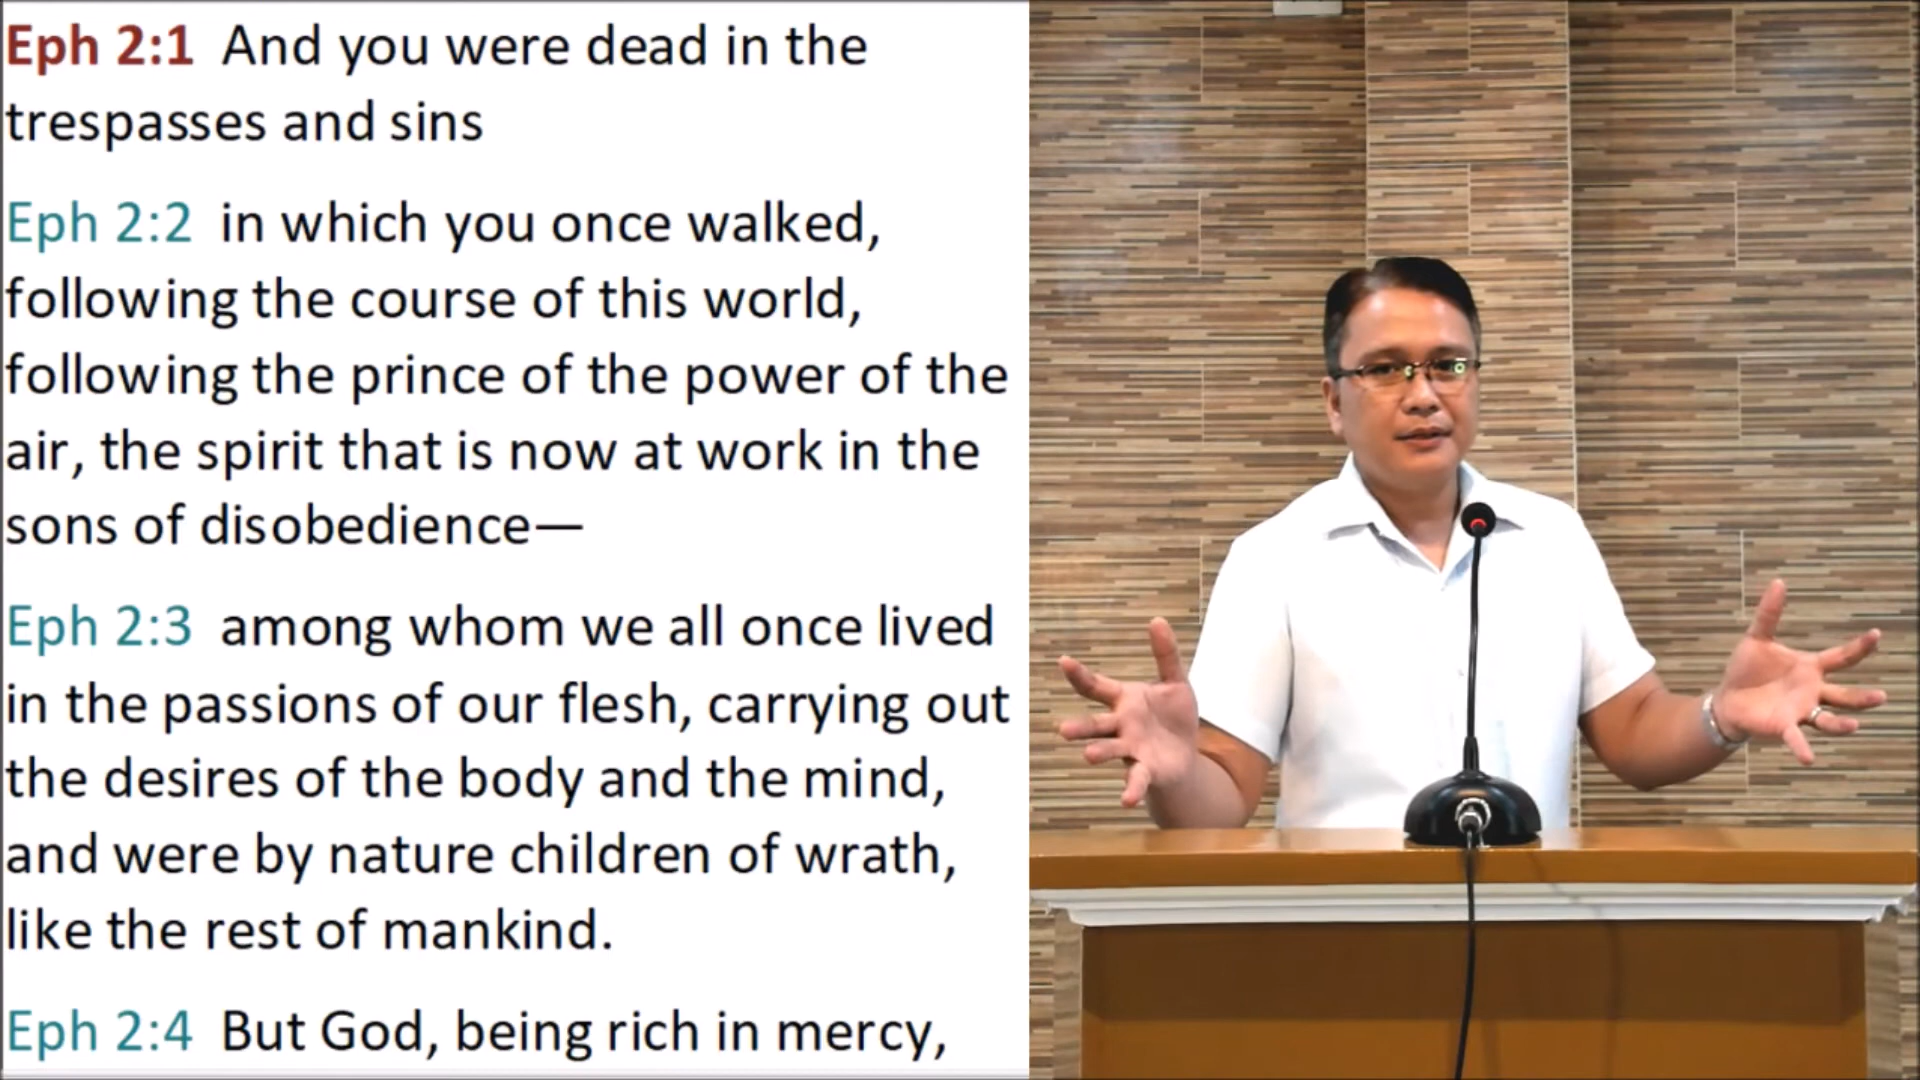 Eph 2:1 And you were dead in the
trespasses and sins
Eph 2:2 in which you once walked,
following the course of this world,
following the prince of the power of the
air, the spirit that is now at work in the
sons of disobedience—
Eph 2:3 among whom we all once lived
in the passions of our flesh, carrying out
the desires of the body and the mind,
and were by nature children of wrath,
like the rest of mankind.
Eph 2:4 But God, being rich in mercy,